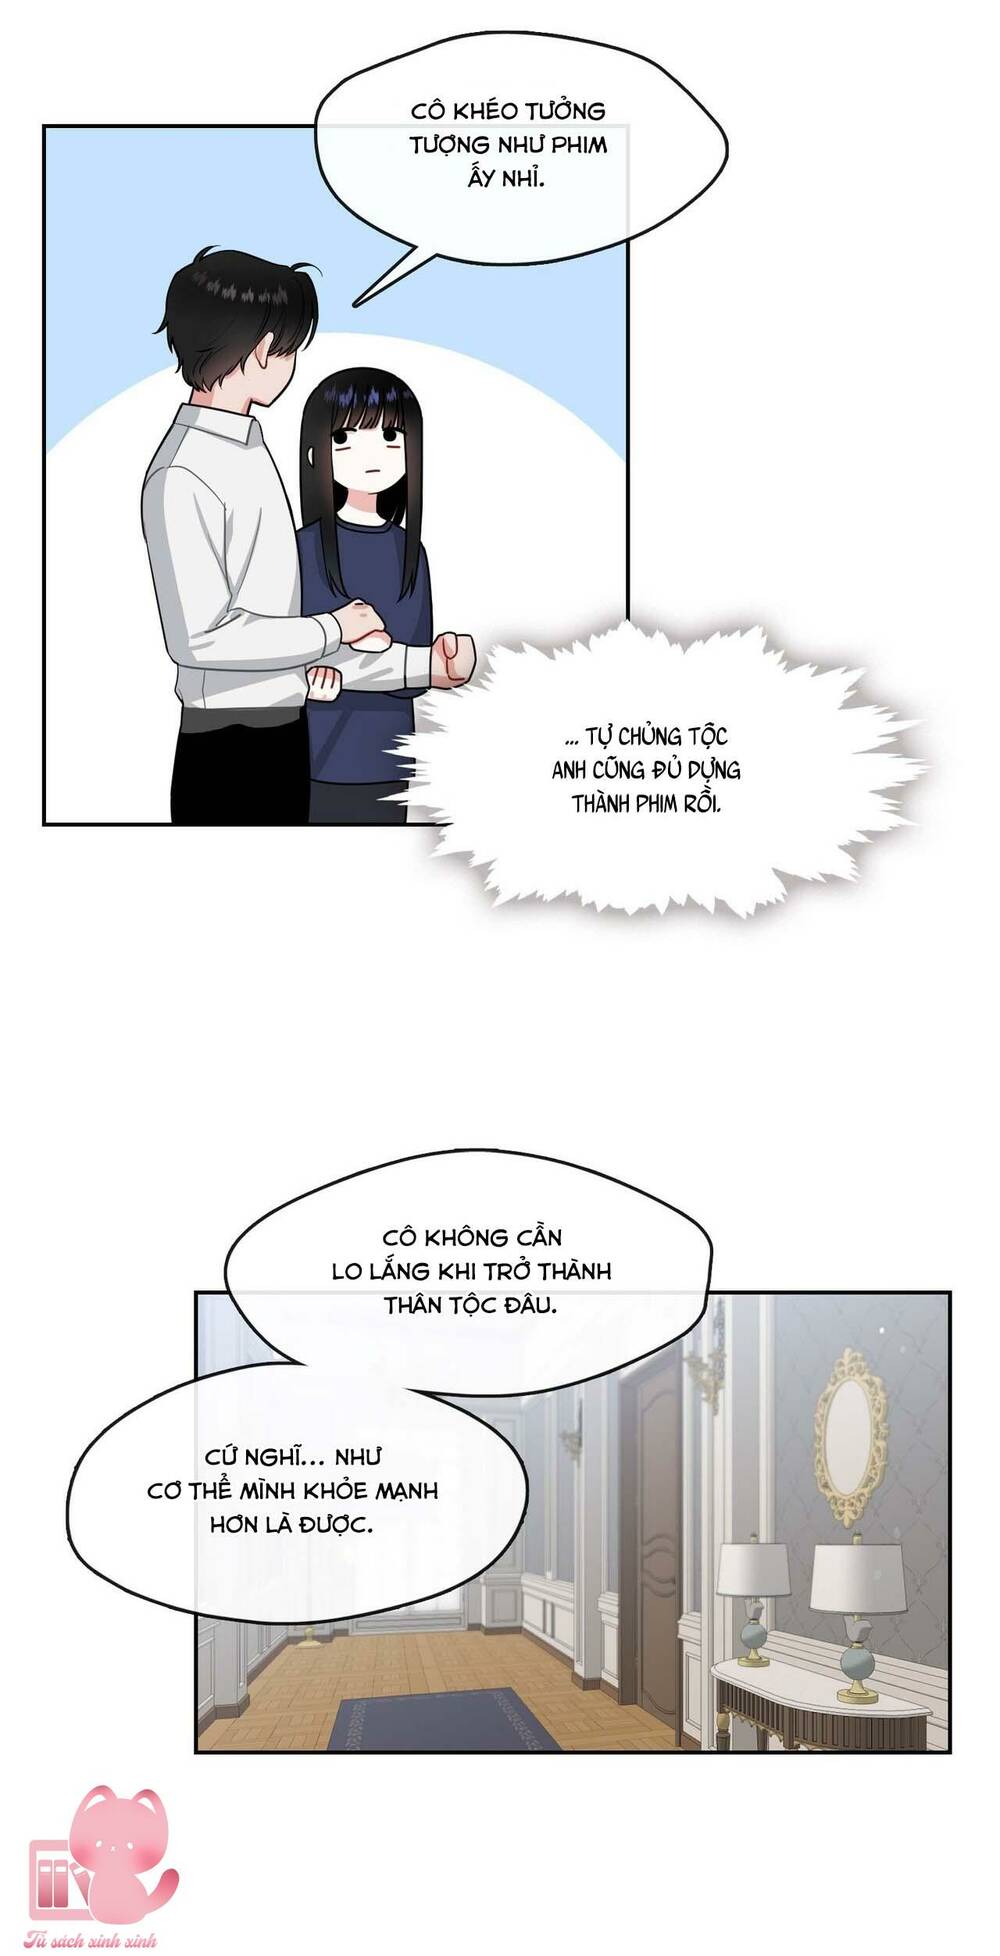 CÔ KHÉO TƯỞNG
TƯỢNG NHƯ PHIM
ẤY NHỈ.
... TỰ CHỦNG TỘC
ANH CŨNG ĐỦ DỰNG
THÀNH PHIM RỒI.
CÔ KHÔNG CẦN
LO LẮNG KHI TRỞ THÀNH
THÂN TỘC ĐÂU.
CỨ NGHĨ... NHƯ
CƠ THỂ MÌNH KHỎE MẠNH
HƠN LÀ ĐƯỢC.
Tủ sách xinh xinh